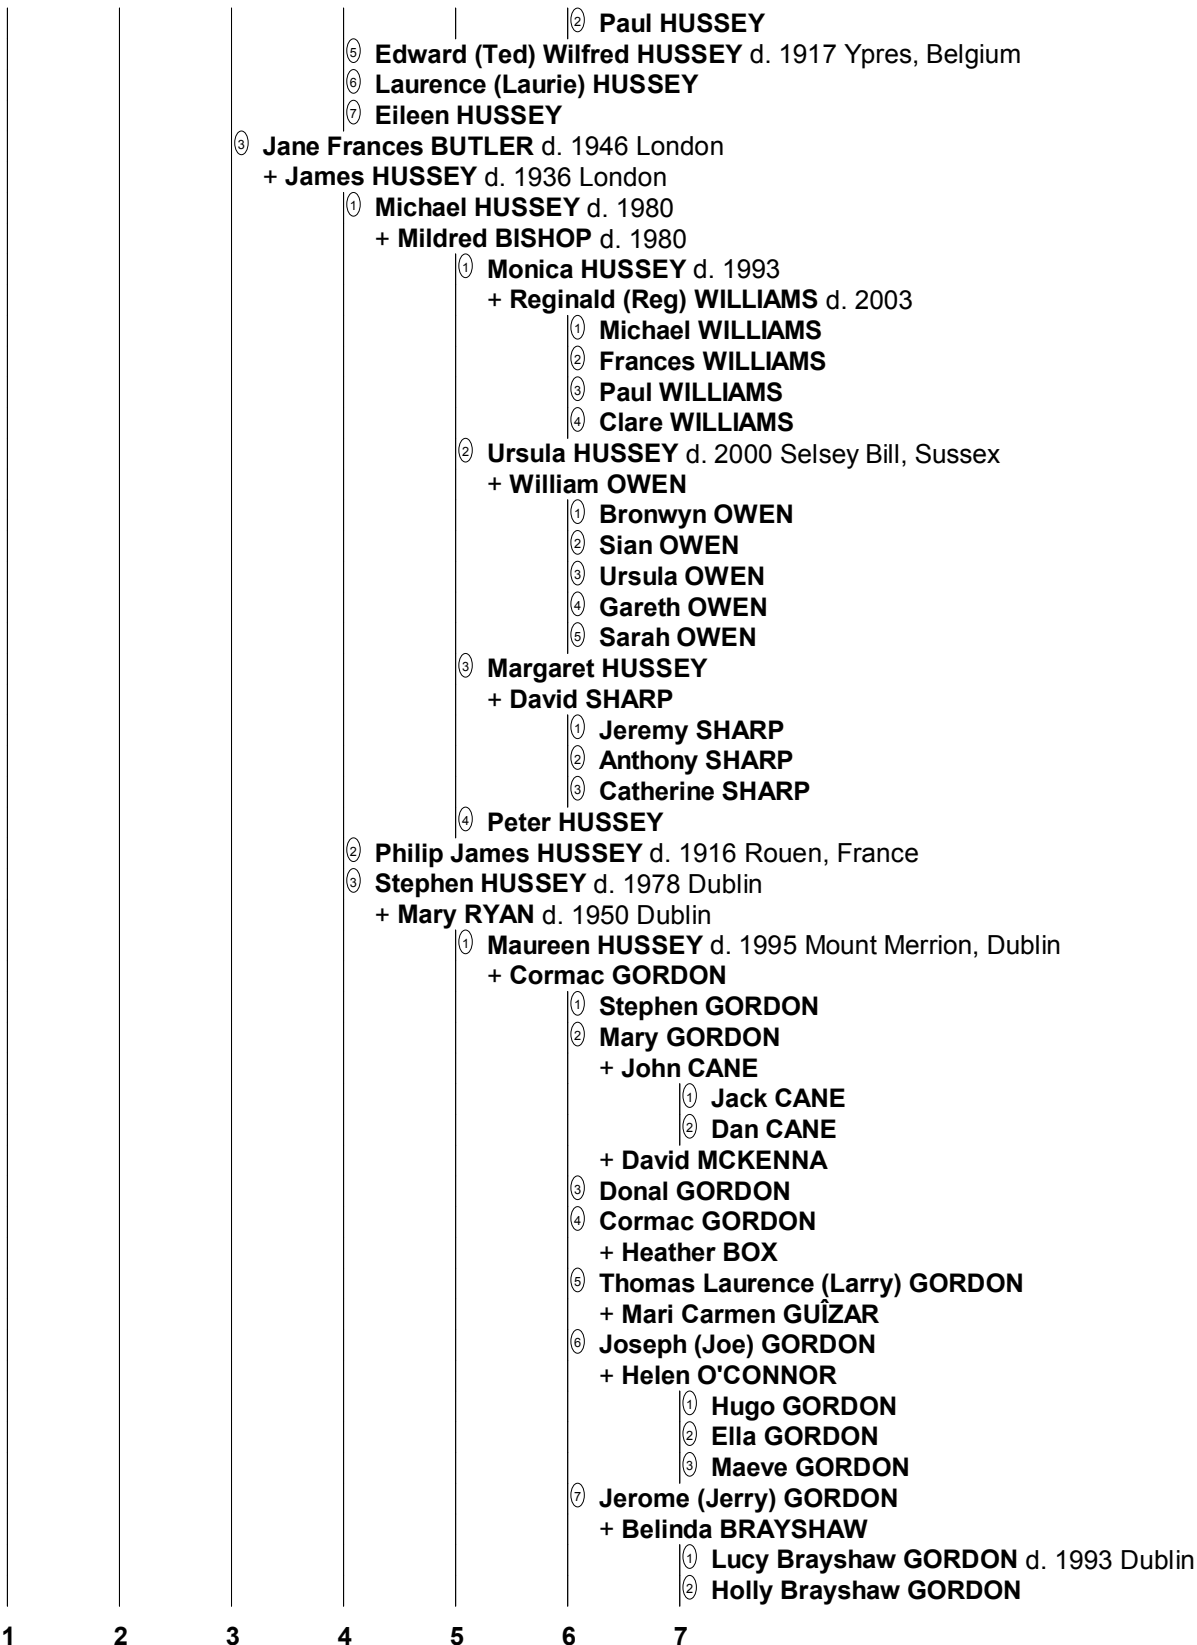 ② Paul HUSSEY
⑤ Edward (Ted) Wilfred HUSSEY d. 1917 Ypres, Belgium
⑥ Laurence (Laurie) HUSSEY
⑦ Eileen HUSSEY
③ Jane Frances BUTLER d. 1946 London
+ James HUSSEY d. 1936 London
① Michael HUSSEY d. 1980
+ Mildred BISHOP d. 1980
① Monica HUSSEY d. 1993
+ Reginald (Reg) WILLIAMS d. 2003
① Michael WILLIAMS
② Frances WILLIAMS
③ Paul WILLIAMS
④ Clare WILLIAMS
② Ursula HUSSEY d. 2000 Selsey Bill, Sussex
+ William OWEN
① Bronwyn OWEN
② Sian OWEN
③ Ursula OWEN
④ Gareth OWEN
⑤ Sarah OWEN
③ Margaret HUSSEY
+ David SHARP
① Jeremy SHARP
② Anthony SHARP
③ Catherine SHARP
④ Peter HUSSEY
② Philip James HUSSEY d. 1916 Rouen, France
③ Stephen HUSSEY d. 1978 Dublin
+ Mary RYAN d. 1950 Dublin
① Maureen HUSSEY d. 1995 Mount Merrion, Dublin
+ Cormac GORDON
① Stephen GORDON
② Mary GORDON
+ John CANE
① Jack CANE
② Dan CANE
+ David MCKENNA
③ Donal GORDON
④ Cormac GORDON
+ Heather BOX
⑤ Thomas Laurence (Larry) GORDON
+ Mari Carmen GUÎZAR
⑥ Joseph (Joe) GORDON
+ Helen O'CONNOR
① Hugo GORDON
② Ella GORDON
③ Maeve GORDON
⑦ Jerome (Jerry) GORDON
+ Belinda BRAYSHAW
① Lucy Brayshaw GORDON d. 1993 Dublin
② Holly Brayshaw GORDON
1 2 3 4 5 6 7